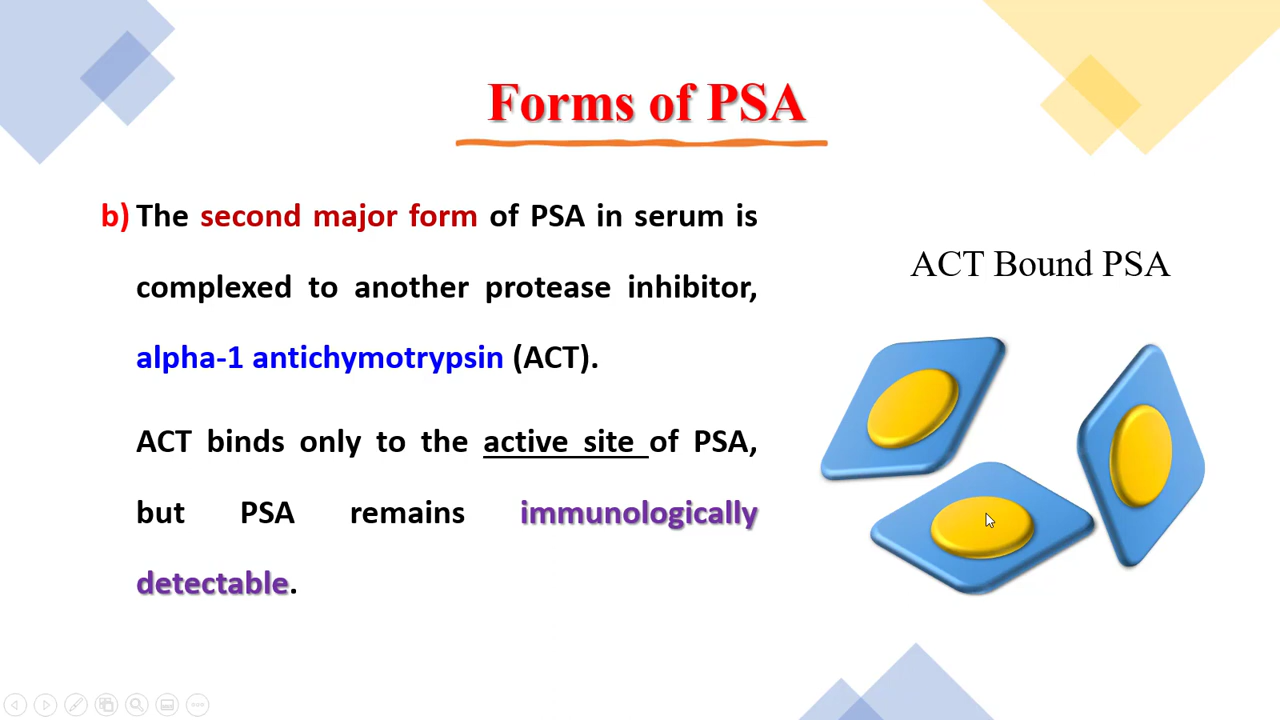 Forms of PSA
b) The second major form of PSA in serum is
complexed to another protease inhibitor,
alpha-1 antichymotrypsin (ACT).
ACT binds only to the active site of PSA,
but PSA remains immunologically
detectable.
ACT Bound PSA